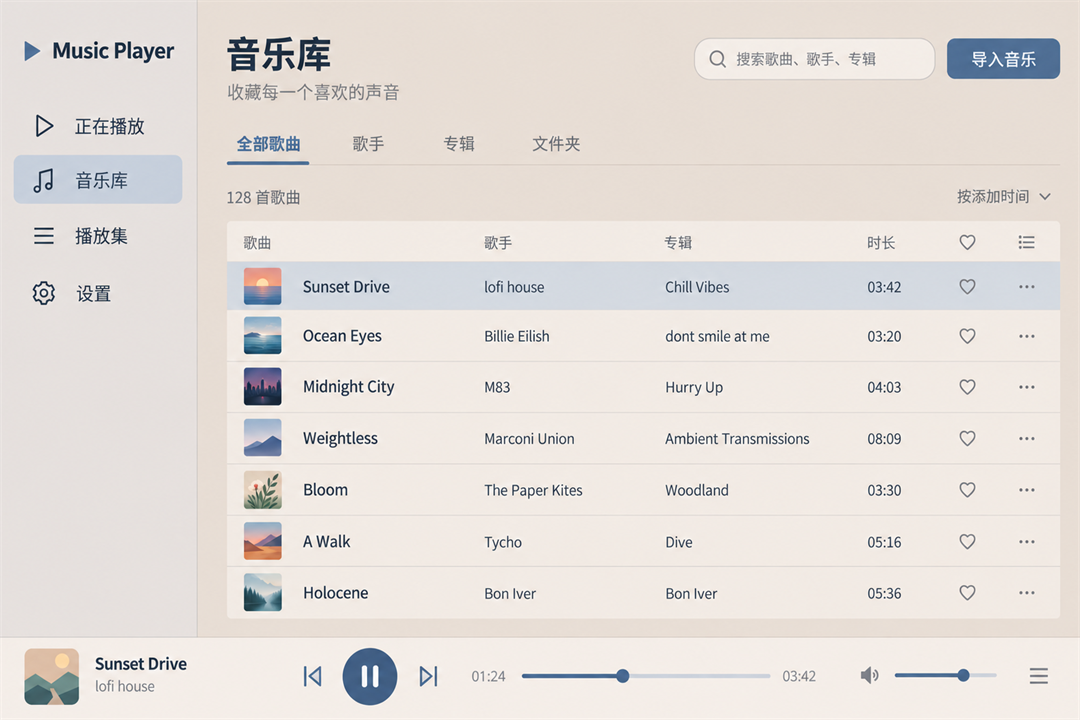 Music Player
正在播放
音乐库
播放集
设置
音乐库
收藏每一个喜欢的声音
搜索歌曲、歌手、专辑
导入音乐
全部歌曲 歌手 专辑 文件夹
128 首歌曲 按添加时间
歌曲 歌手 专辑 时长
Sunset Drive lofi house Chill Vibes 03:42
Ocean Eyes Billie Eilish dont smile at me 03:20
Midnight City M83 Hurry Up 04:03
Weightless Marconi Union Ambient Transmissions 08:09
Bloom The Paper Kites Woodland 03:30
A Walk Tycho Dive 05:16
Holocene Bon Iver Bon Iver 05:36
Sunset Drive
lofi house
01:24 03:42